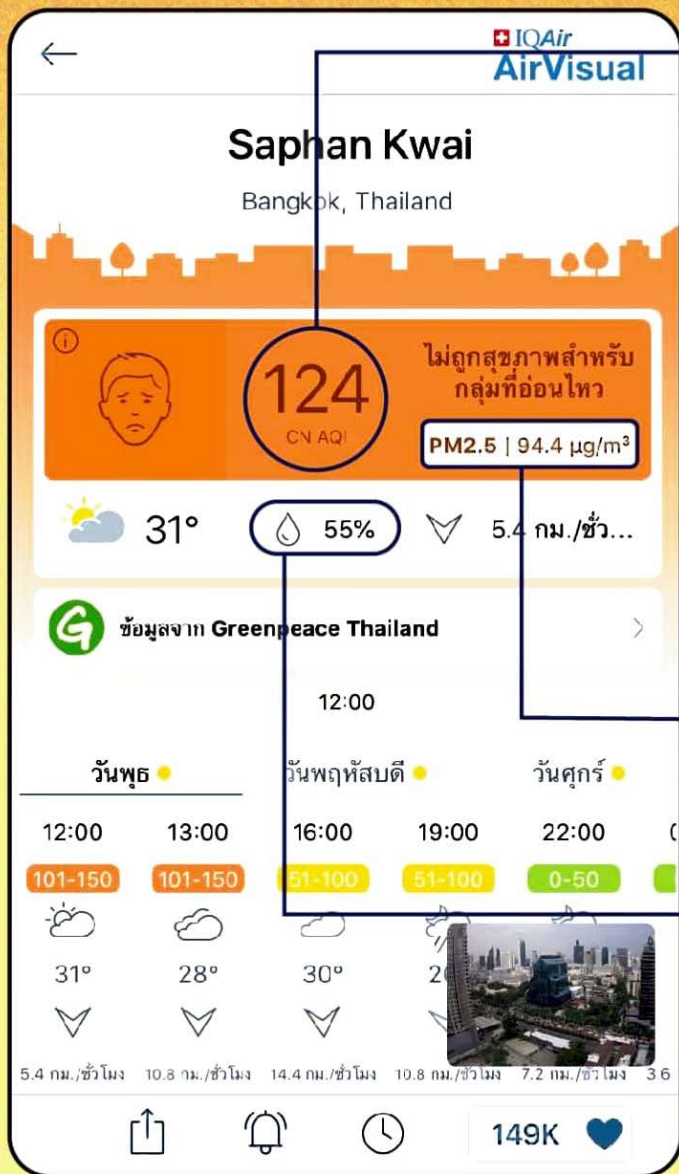 IQAir
AirVisual
Saphan Kwai
Bangkok, Thailand
124
CN AQI
ไม่ถูกสุขภาพสำหรับ
กลุ่มที่อ่อนไหว
PM2.5 | 94.4 µg/m³
31°
55%
5.4 กม./ชั่ว...
G
ข้อมูลจาก Greenpeace Thailand
12:00
วันพุธ
วันพฤหัสบดี
วันศุกร์
12:00 13:00 16:00 19:00 22:00
101-150 101-150 51-100 51-100 0-50
31° 28° 30°
5.4 กม./ชั่วโมง 10.8 กม./ชั่วโมง 14.4 กม./ชั่วโมง 10.8 กม./ชั่วโมง 7.2 กม./ชั่วโมง 3.6
149K